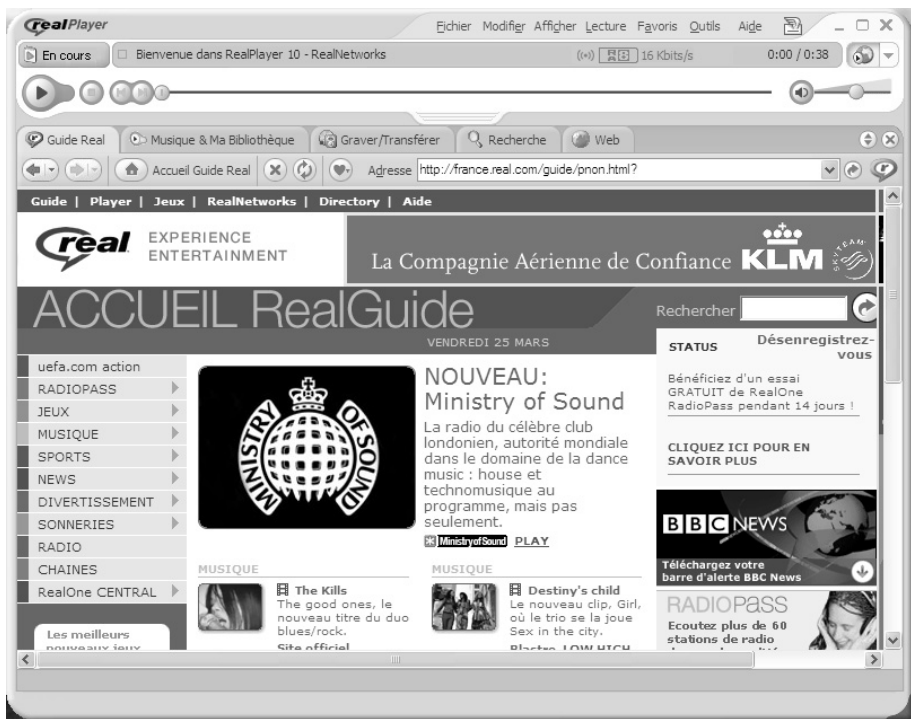 realPlayer
Fichier Modifier Afficher Lecture Favoris Outils Aide
En cours
Bienvenue dans RealPlayer 10 - RealNetworks
16 Kbits/s
0:00 / 0:38
Guide Real
Musique & Ma Bibliothèque
Graver/Transférer
Recherche
Web
Accueil Guide Real
Adresse
http://france.real.com/guide/pnon.html?
Guide | Player | Jeux | RealNetworks | Directory | Aide
real
EXPERIENCE
ENTERTAINMENT
La Compagnie Aérienne de Confiance KLM
SKYTEAM
ACCUEIL RealGuide
Rechercher
VENDREDI 25 MARS
uefa.com action
RADIOPASS
JEUX
MUSIQUE
SPORTS
NEWS
DIVERTISSEMENT
SONNERIES
RADIO
CHAINES
RealOne CENTRAL
Les meilleurs
nouveaux jeux
MINISTRY OF SOUND
NOUVEAU:
Ministry of Sound
La radio du célèbre club
londonien, autorité mondiale
dans le domaine de la dance
music : house et
technomusique au
programme, mais pas
seulement.
MinistryofSound PLAY
MUSIQUE
The Kills
The good ones, le
nouveau titre du duo
blues/rock.
Site officiel
MUSIQUE
Destiny's child
Le nouveau clip, Girl,
où le trio se la joue
Sex in the city.
STATUS
Désenregistrez-
vous
Bénéficiez d'un essai
GRATUIT de RealOne
RadioPass pendant 14 jours !
CLIQUEZ ICI POUR EN
SAVOIR PLUS
BBC NEWS
Téléchargez votre
barre d'alerte BBC News
RADIOPASS
Ecoutez plus de 60
stations de radio